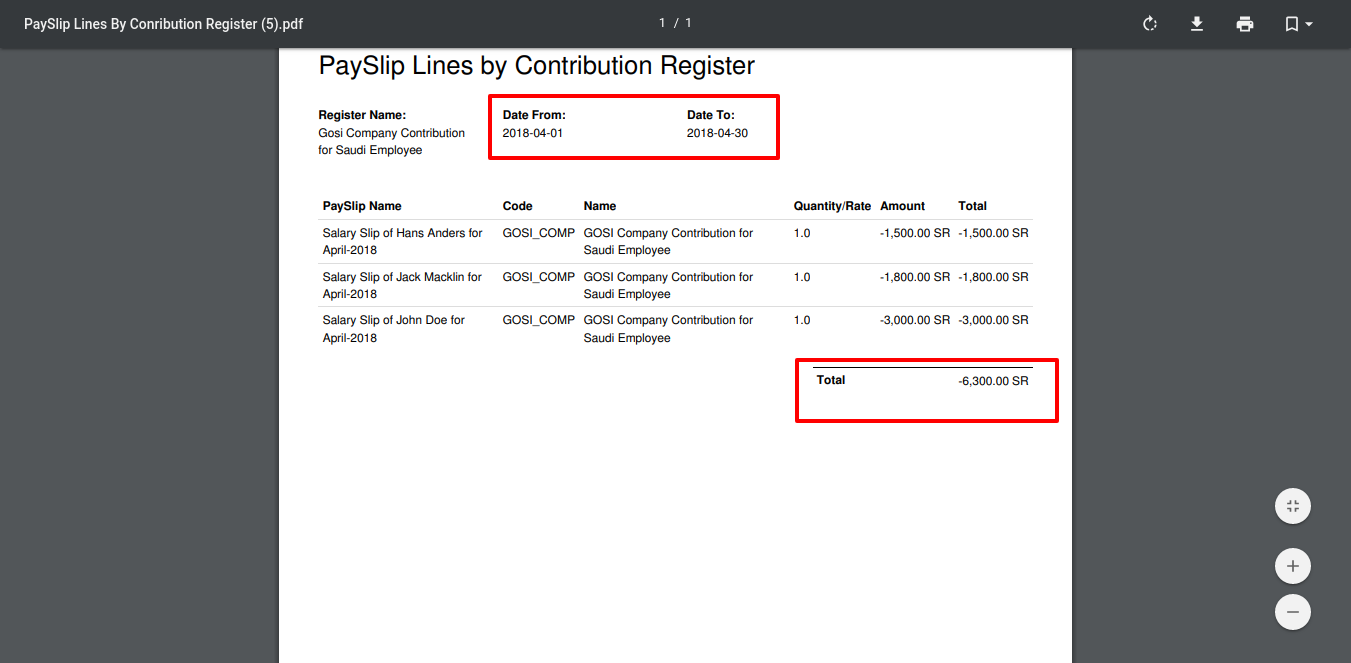 PaySlip Lines By Conribution Register (5).pdf
1 / 1
PaySlip Lines by Contribution Register
Register Name:
Gosi Company Contribution
for Saudi Employee
Date From:
2018-04-01
Date To:
2018-04-30
PaySlip Name Code Name Quantity/Rate Amount Total
Salary Slip of Hans Anders for GOSI_COMP GOSI Company Contribution for 1.0 -1,500.00 SR -1,500.00 SR
April-2018 Saudi Employee
Salary Slip of Jack Macklin for GOSI_COMP GOSI Company Contribution for 1.0 -1,800.00 SR -1,800.00 SR
April-2018 Saudi Employee
Salary Slip of John Doe for GOSI_COMP GOSI Company Contribution for 1.0 -3,000.00 SR -3,000.00 SR
April-2018 Saudi Employee
Total -6,300.00 SR